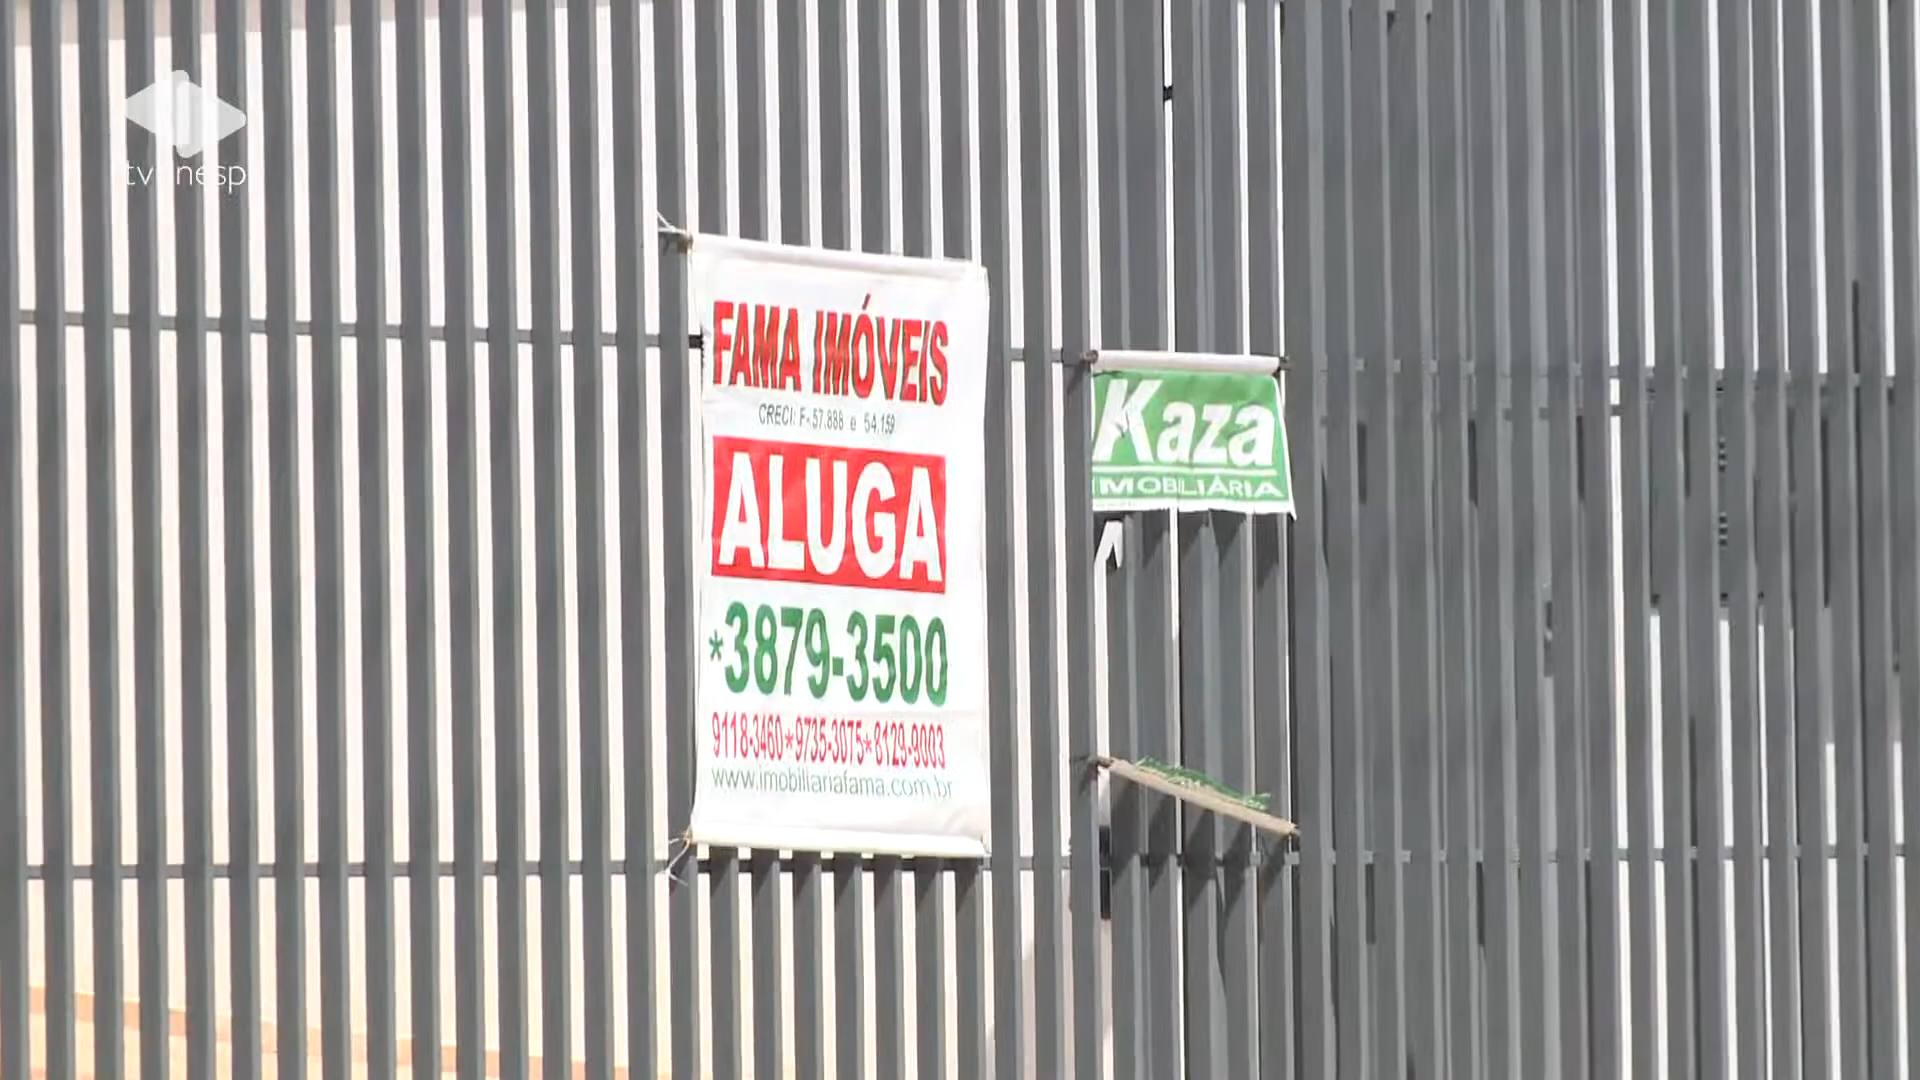 tvunesp
FAMA IMÓVEIS
CRECI: F- 57.888 e 54.159
ALUGA
*3879-3500
9118-3460*9735-3075*8129-9003
www.imobiliariafama.com.br
Kaza
IMOBILIÁRIA